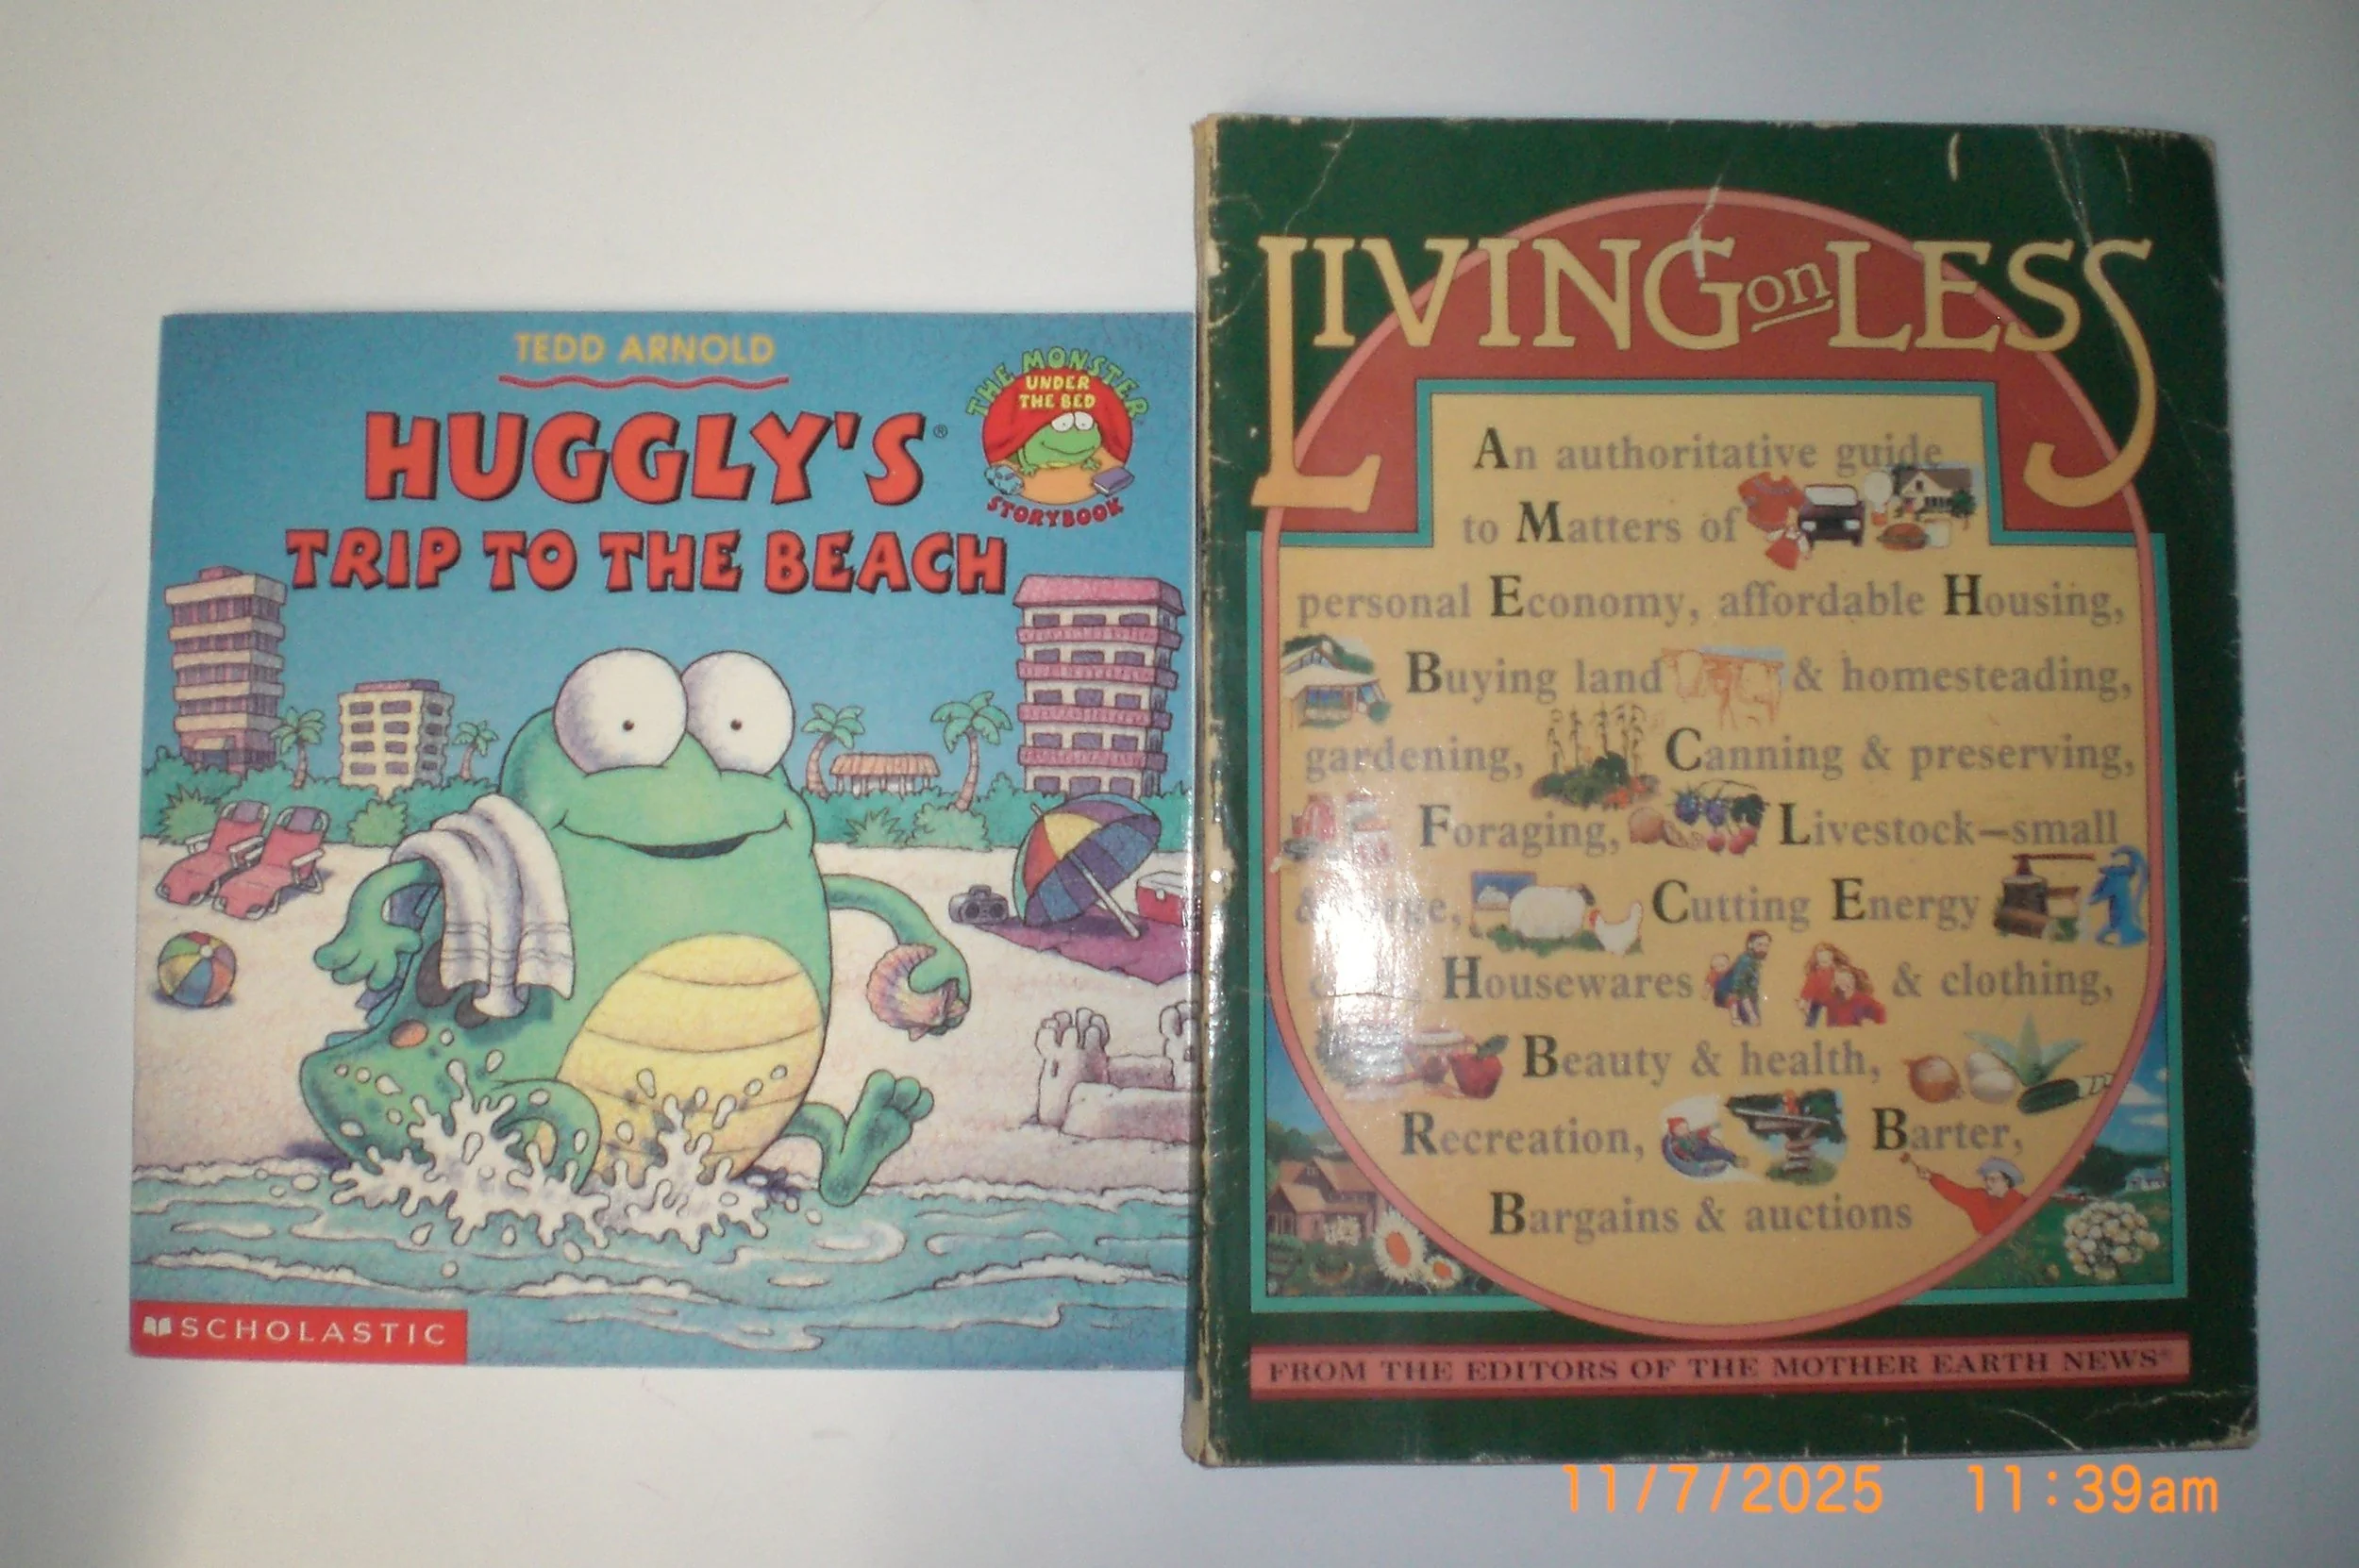 TEDD ARNOLD
HUGGLY'S®
TRIP TO THE BEACH
THE MONSTER
UNDER
THE BED
STORYBOOK
SCHOLASTIC
LIVING on LESS
An authoritative guide
to Matters of
personal Economy, affordable Housing,
Buying land & homesteading,
gardening, Canning & preserving,
Foraging, Livestock—small
& Cutting Energy
Housewares & clothing,
Beauty & health,
Recreation, Barter,
Bargains & auctions
FROM THE EDITORS OF THE MOTHER EARTH NEWS®
11/7/2025 11:39am